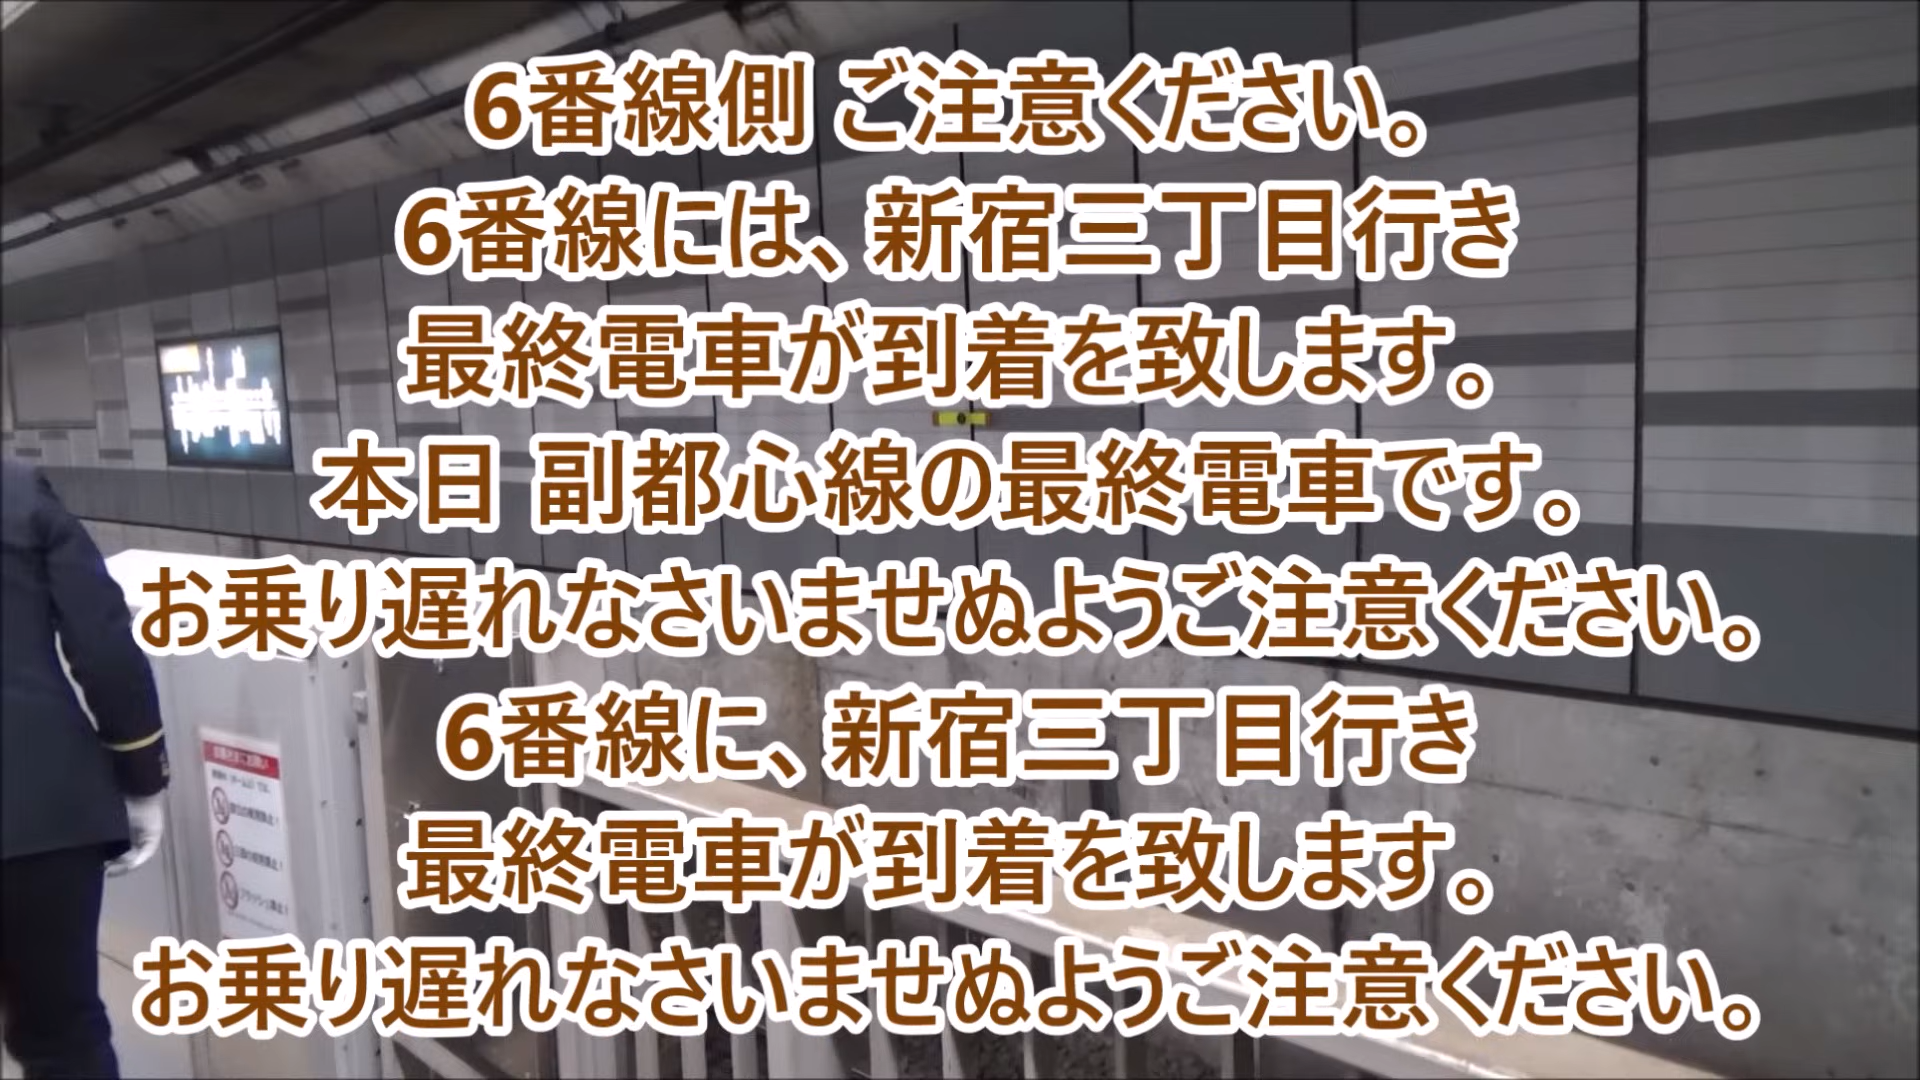 6番線側 ご注意ください。
6番線には、新宿三丁目行き
最終電車が到着を致します。
本日 副都心線の最終電車です。
お乗り遅れなさいませぬようご注意ください。
6番線に、新宿三丁目行き
最終電車が到着を致します。
お乗り遅れなさいませぬようご注意ください。